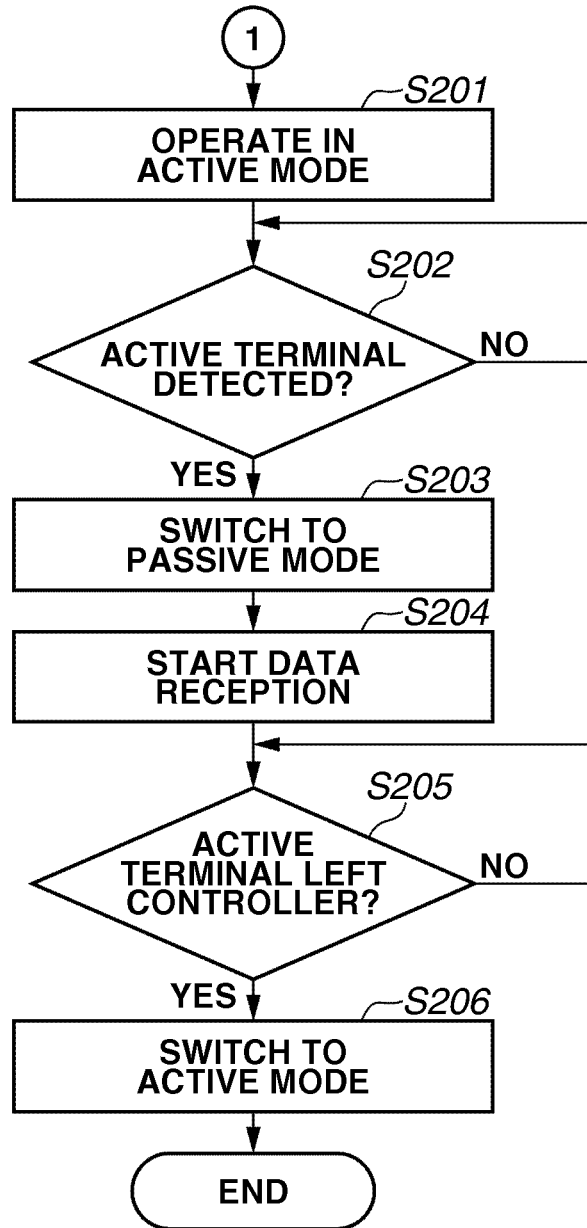 1
S201
OPERATE IN
ACTIVE MODE
S202
ACTIVE TERMINAL
DETECTED?
NO
YES
S203
SWITCH TO
PASSIVE MODE
S204
START DATA
RECEPTION
S205
ACTIVE
TERMINAL LEFT
CONTROLLER?
NO
YES
S206
SWITCH TO
ACTIVE MODE
END